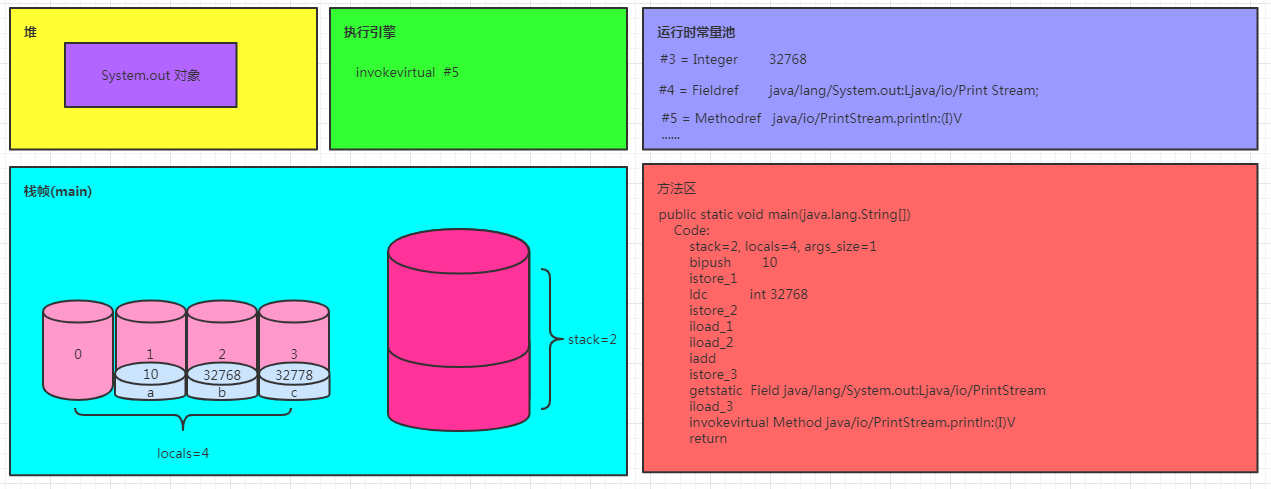 堆
System.out 对象
执行引擎
invokevirtual #5
运行时常量池
#3 = Integer 32768
#4 = Fieldref java/lang/System.out:Ljava/io/Print Stream;
#5 = Methodref java/io/PrintStream.println:(I)V
......
栈帧(main)
0 1 2 3
10 32768 32778
a b c
locals=4
stack=2
方法区
public static void main(java.lang.String[])
Code:
stack=2, locals=4, args_size=1
bipush 10
istore_1
ldc int 32768
istore_2
iload_1
iload_2
iadd
istore_3
getstatic Field java/lang/System.out:Ljava/io/PrintStream
iload_3
invokevirtual Method java/io/PrintStream.println:(I)V
return